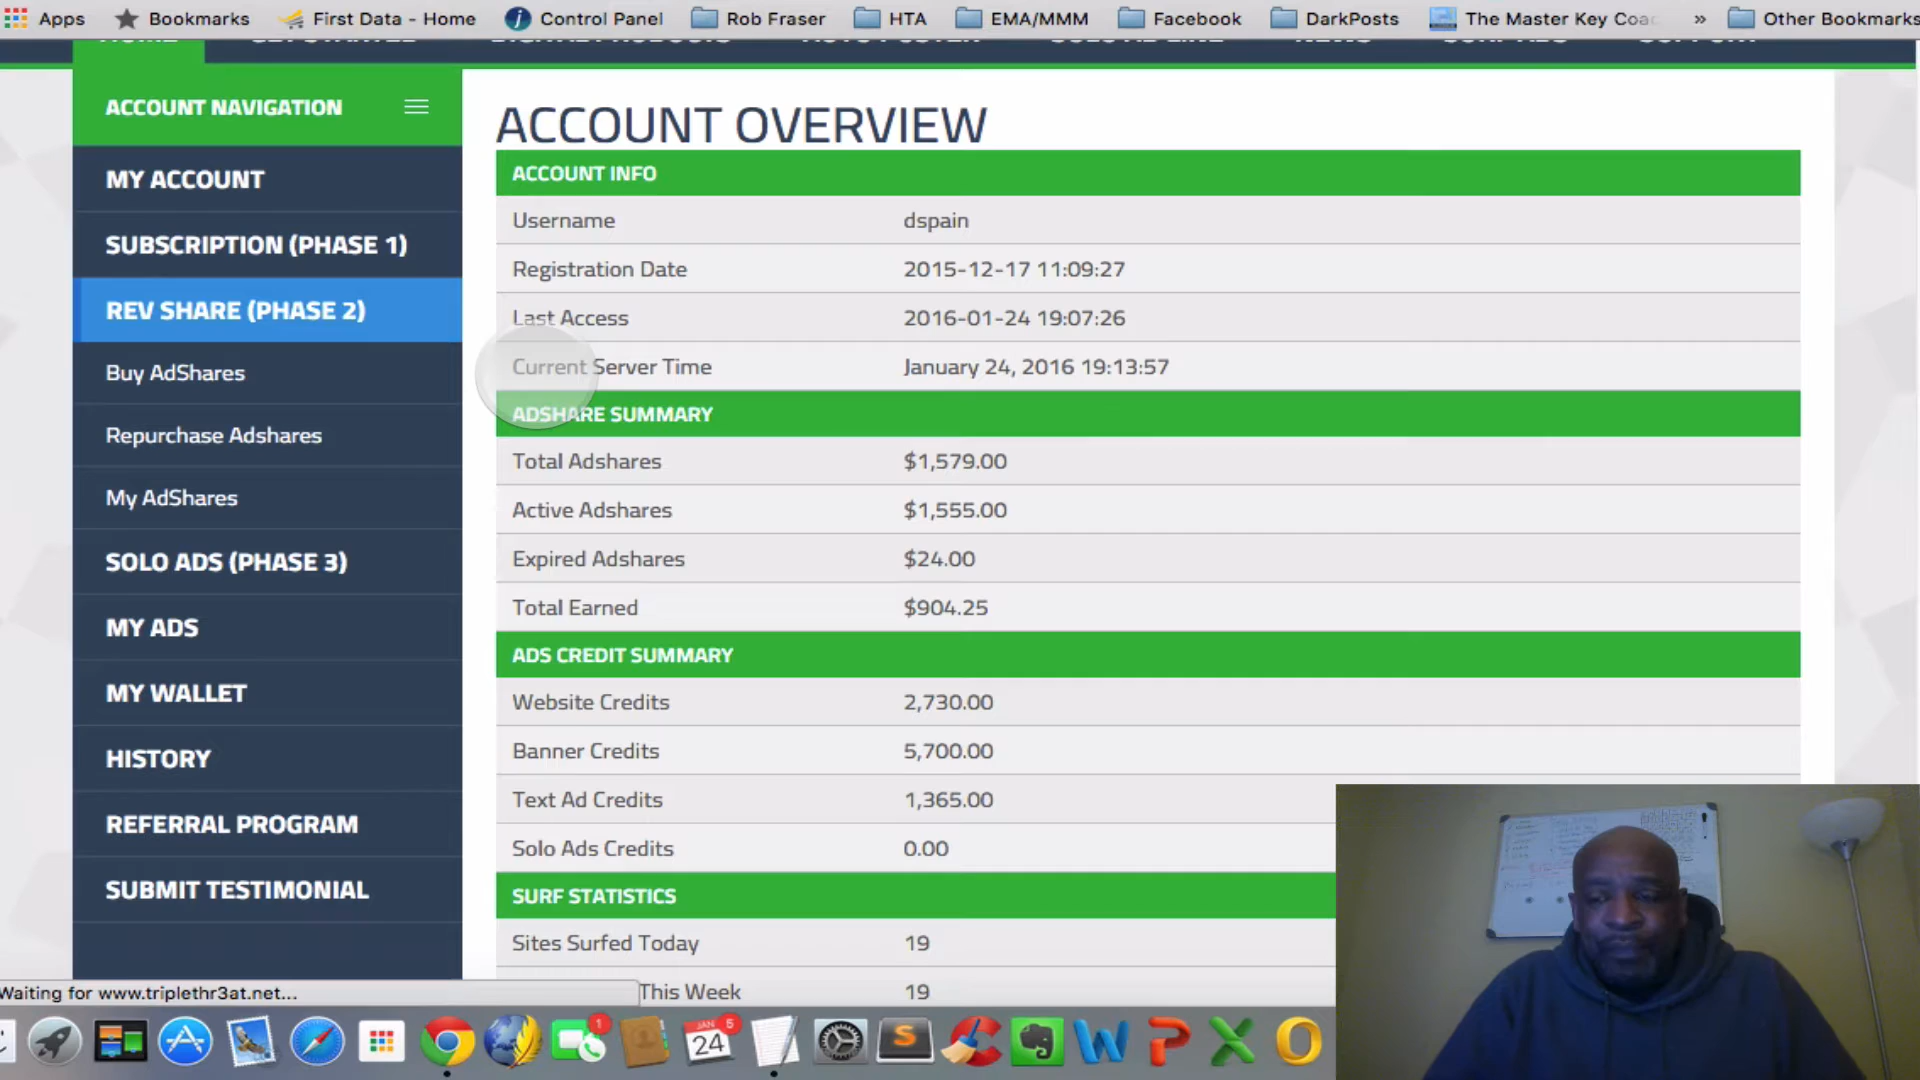 Apps Bookmarks First Data - Home Control Panel Rob Fraser HTA EMA/MMM Facebook DarkPosts The Master Key Coa » Other Bookmarks
ACCOUNT NAVIGATION
MY ACCOUNT
SUBSCRIPTION (PHASE 1)
REV SHARE (PHASE 2)
Buy AdShares
Repurchase Adshares
My AdShares
SOLO ADS (PHASE 3)
MY ADS
MY WALLET
HISTORY
REFERRAL PROGRAM
SUBMIT TESTIMONIAL
ACCOUNT OVERVIEW
ACCOUNT INFO
Username dspain
Registration Date 2015-12-17 11:09:27
Last Access 2016-01-24 19:07:26
Current Server Time January 24, 2016 19:13:57
ADSHARE SUMMARY
Total Adshares $1,579.00
Active Adshares $1,555.00
Expired Adshares $24.00
Total Earned $904.25
ADS CREDIT SUMMARY
Website Credits 2,730.00
Banner Credits 5,700.00
Text Ad Credits 1,365.00
Solo Ads Credits 0.00
SURF STATISTICS
Sites Surfed Today 19
This Week 19
Waiting for www.triplethr3at.net...
1
JAN 5
24